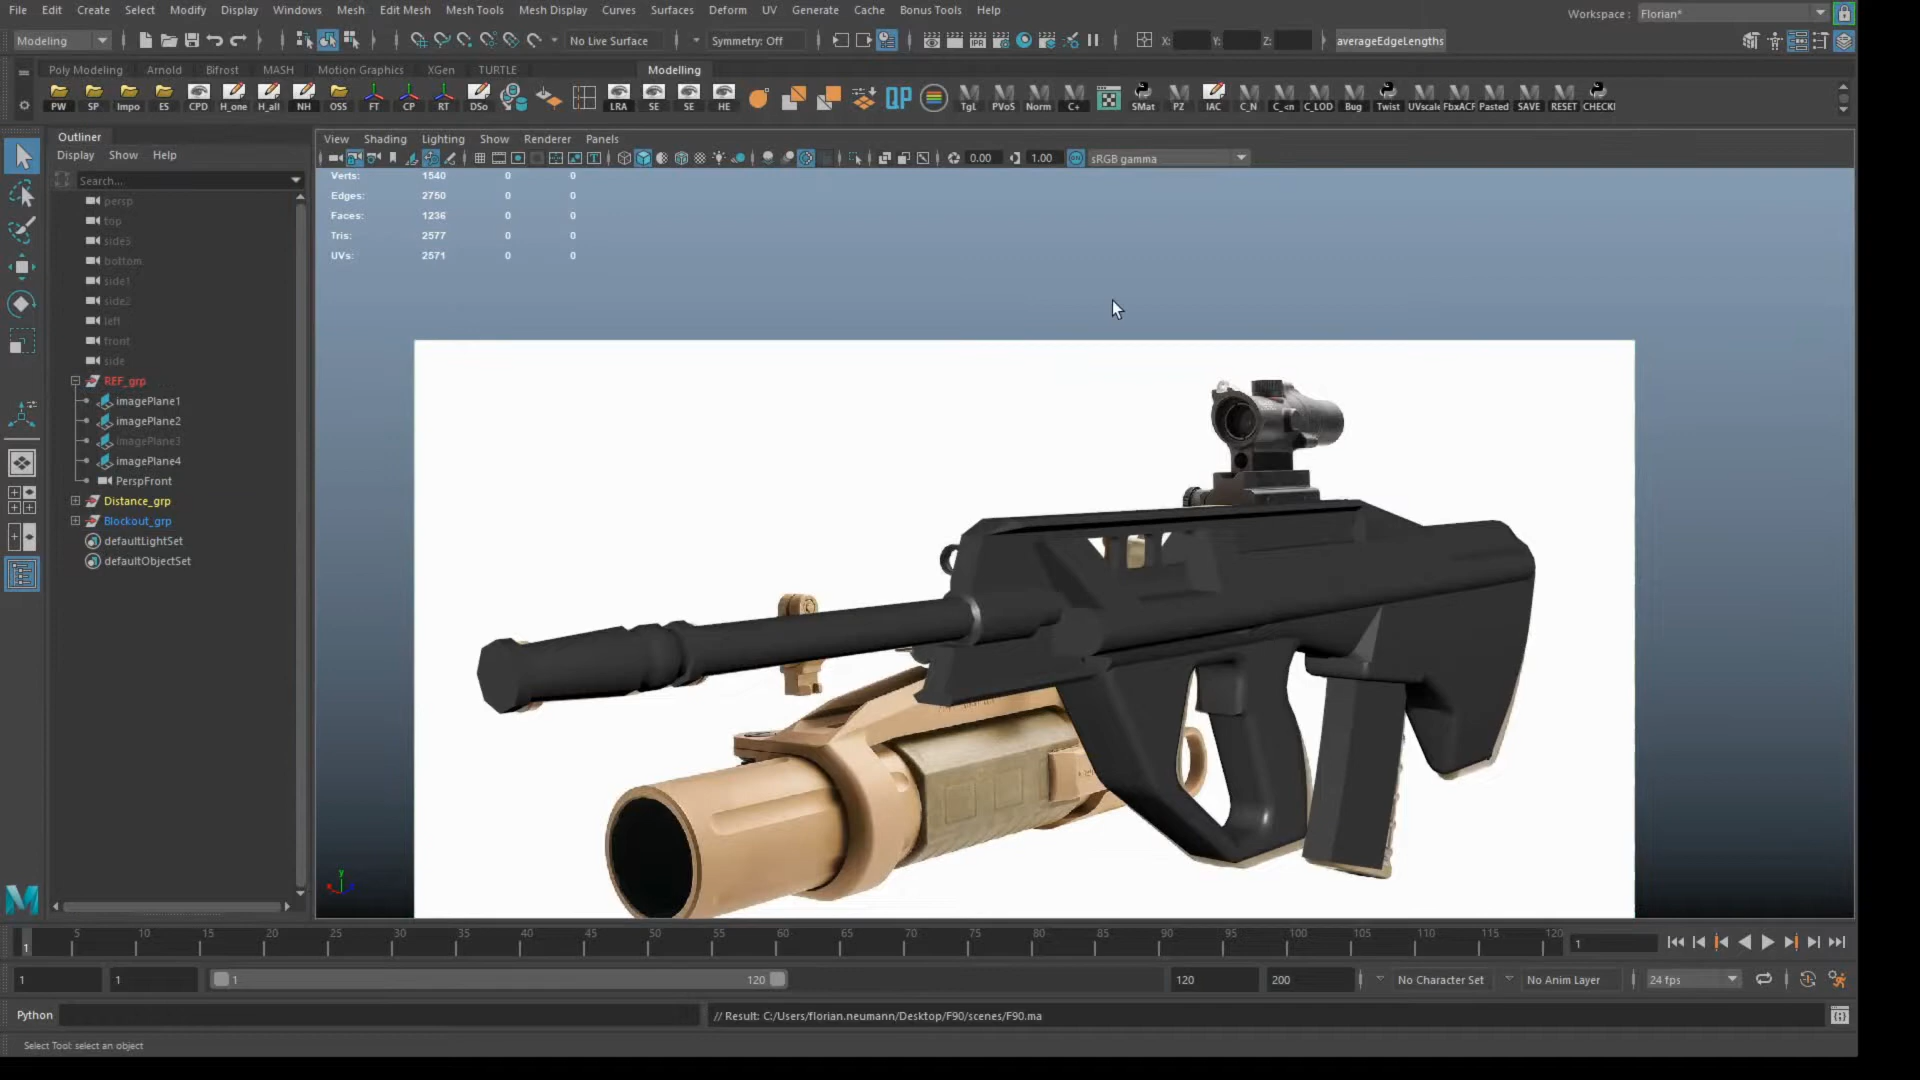 File Edit Create Select Modify Display Windows Mesh Edit Mesh Mesh Tools Mesh Display Curves Surfaces Deform UV Generate Cache Bonus Tools Help
Workspace : Florian*
Modeling No Live Surface Symmetry: Off X: Y: Z: averageEdgeLengths
Poly Modeling Arnold Bifrost MASH Motion Graphics XGen TURTLE Modelling
PW SP Impo ES CPD H_one H_all NH OSS FT CP RT DSo LRA SE SE HE QP TgL PVoS Norm C+ SMat PZ IAC C_N C_<n C_LOD Bug Twist UVscale FbxACF Pasted SAVE RESET CHECKI
Outliner
Display Show Help
Search...
persp
top
side3
bottom
side1
side2
left
front
side
REF_grp
imagePlane1
imagePlane2
imagePlane3
imagePlane4
PerspFront
Distance_grp
Blockout_grp
defaultLightSet
defaultObjectSet
View Shading Lighting Show Renderer Panels
0.00 1.00 ON sRGB gamma
Verts: 1540 0 0
Edges: 2750 0 0
Faces: 1236 0 0
Tris: 2577 0 0
UVs: 2571 0 0
y
1 5 10 15 20 25 30 35 40 45 50 55 60 65 70 75 80 85 90 95 100 105 110 115 120 1
1 1 1 120 120 200 No Character Set No Anim Layer 24 fps
Python // Result: C:/Users/florian.neumann/Desktop/F90/scenes/F90.ma
Select Tool: select an object